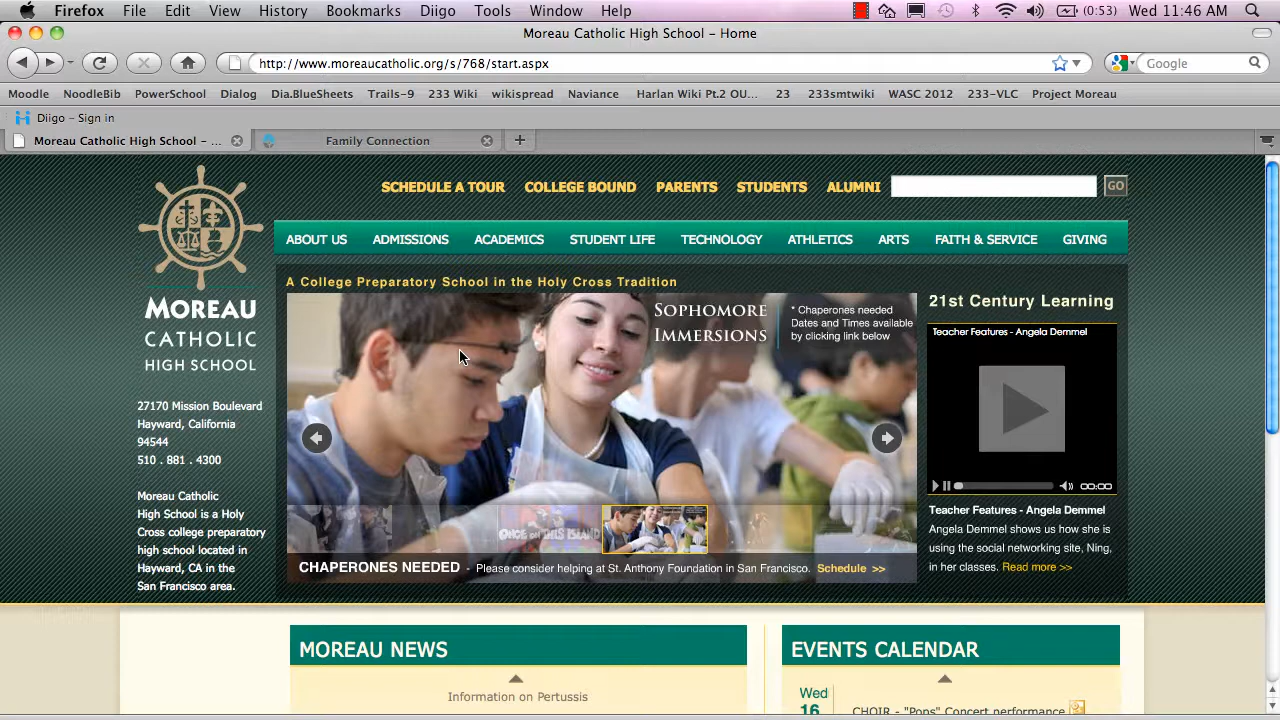 Firefox File Edit View History Bookmarks Diigo Tools Window Help (0:53) Wed 11:46 AM
Moreau Catholic High School – Home
http://www.moreaucatholic.org/s/768/start.aspx Google
Moodle NoodleBib PowerSchool Dialog Dia.BlueSheets Trails-9 233 Wiki wikispread Naviance Harlan Wiki Pt.2 OU... 23 233smtwiki WASC 2012 233-VLC Project Moreau
Diigo - Sign in
Moreau Catholic High School – ... Family Connection
SCHEDULE A TOUR COLLEGE BOUND PARENTS STUDENTS ALUMNI GO
ABOUT US ADMISSIONS ACADEMICS STUDENT LIFE TECHNOLOGY ATHLETICS ARTS FAITH & SERVICE GIVING
MOREAU
CATHOLIC
HIGH SCHOOL
27170 Mission Boulevard
Hayward, California
94544
510 . 881 . 4300
Moreau Catholic
High School is a Holy
Cross college preparatory
high school located in
Hayward, CA in the
San Francisco area.
A College Preparatory School in the Holy Cross Tradition
SOPHOMORE
IMMERSIONS
* Chaperones needed
Dates and Times available
by clicking link below
ONCE ON THIS ISLAND
CHAPERONES NEEDED - Please consider helping at St. Anthony Foundation in San Francisco. Schedule >>
21st Century Learning
Teacher Features - Angela Demmel
00:00
Teacher Features - Angela Demmel
Angela Demmel shows us how she is
using the social networking site, Ning,
in her classes. Read more >>
MOREAU NEWS
Information on Pertussis
EVENTS CALENDAR
Wed
16
CHOIR - "Pops" Concert performance